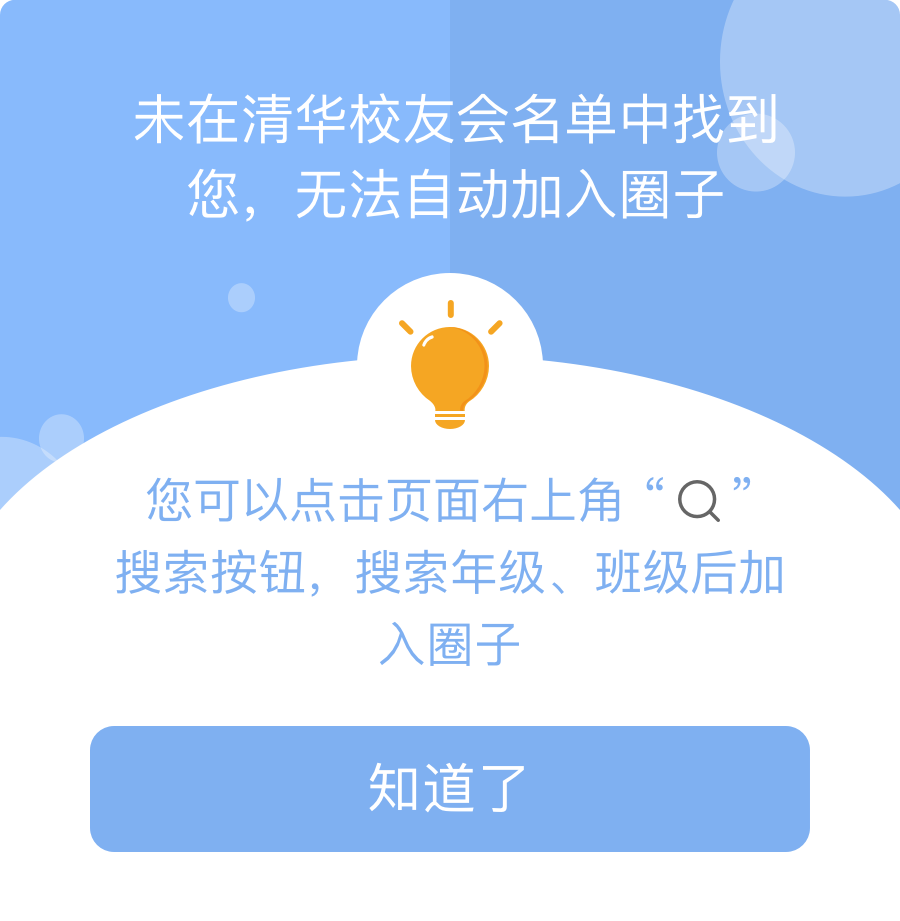 未在清华校友会名单中找到
您，无法自动加入圈子
您可以点击页面右上角“ ”
搜索按钮，搜索年级、班级后加
入圈子
知道了